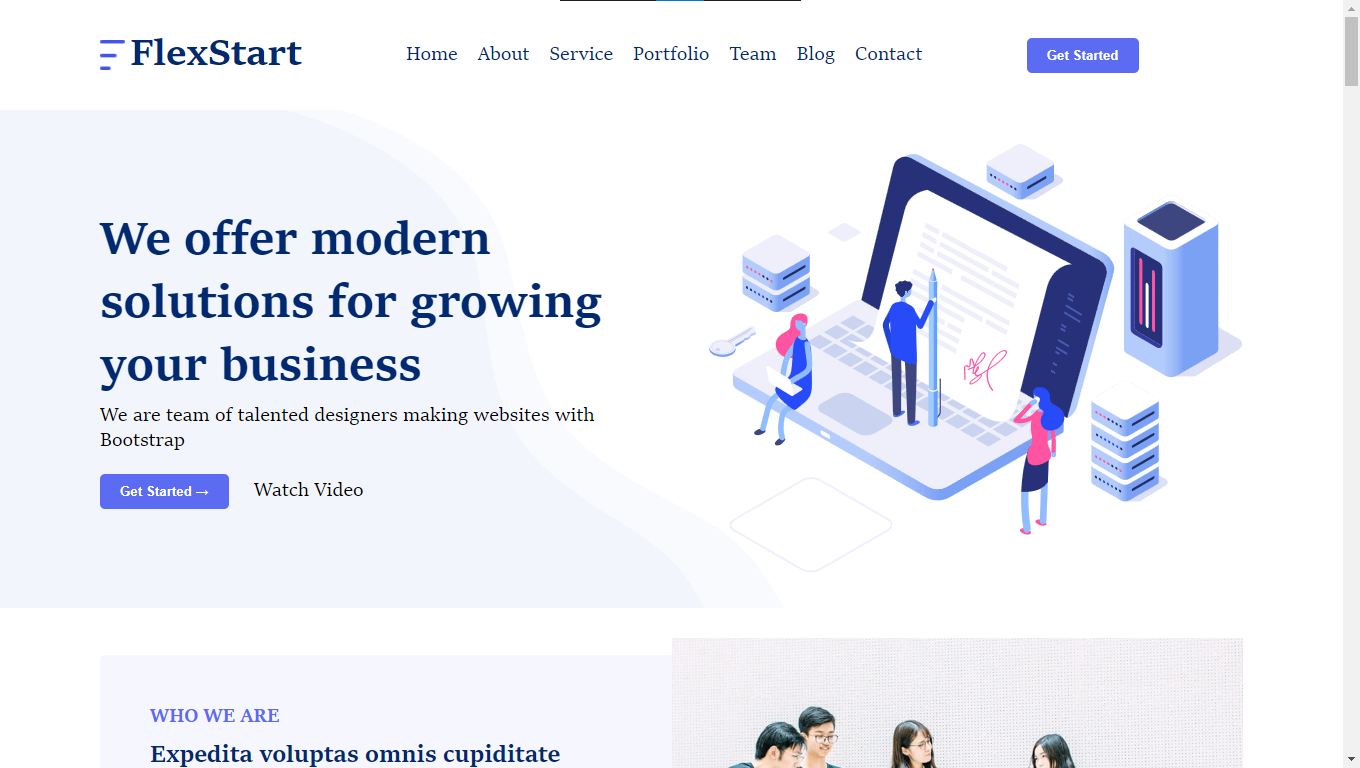 FlexStart
Home About Service Portfolio Team Blog Contact
Get Started
We offer modern
solutions for growing
your business
We are team of talented designers making websites with
Bootstrap
Get Started →
Watch Video
WHO WE ARE
Expedita voluptas omnis cupiditate